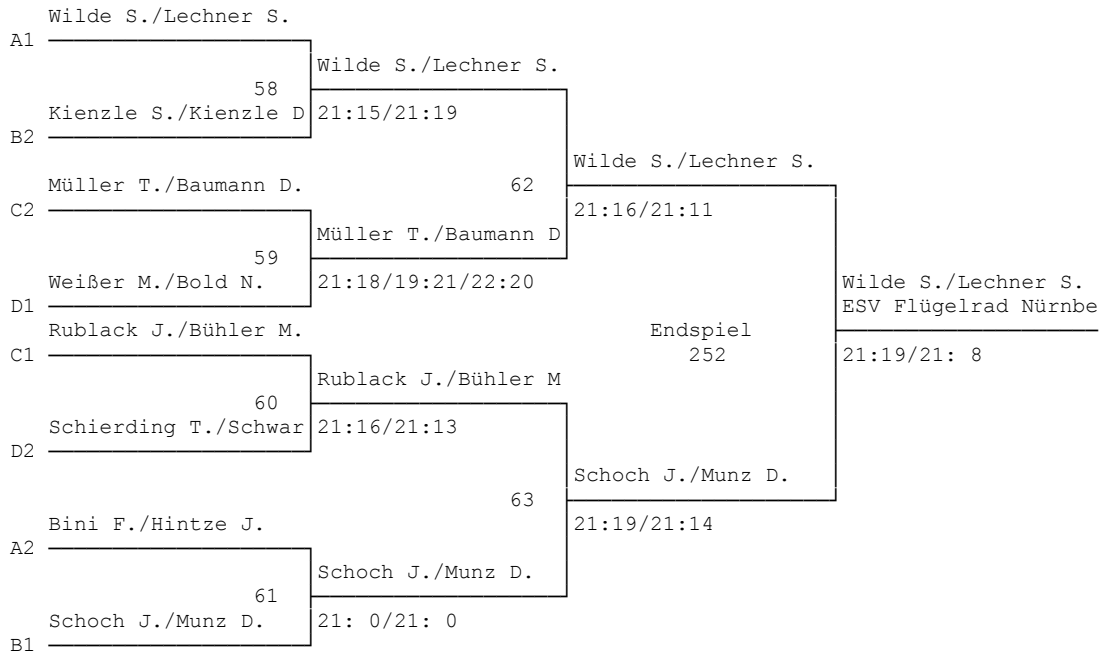 Wilde S./Lechner S.
A1
Wilde S./Lechner S.
58
Kienzle S./Kienzle D 21:15/21:19
B2
Wilde S./Lechner S.
Müller T./Baumann D. 62
C2 21:16/21:11
Müller T./Baumann D
59
Weißer M./Bold N. 21:18/19:21/22:20 Wilde S./Lechner S.
D1 ESV Flügelrad Nürnbe
Rublack J./Bühler M. Endspiel
C1 252 21:19/21: 8
Rublack J./Bühler M
60
Schierding T./Schwar 21:16/21:13
D2
Schoch J./Munz D.
63
Bini F./Hintze J. 21:19/21:14
A2
Schoch J./Munz D.
61
Schoch J./Munz D. 21: 0/21: 0
B1